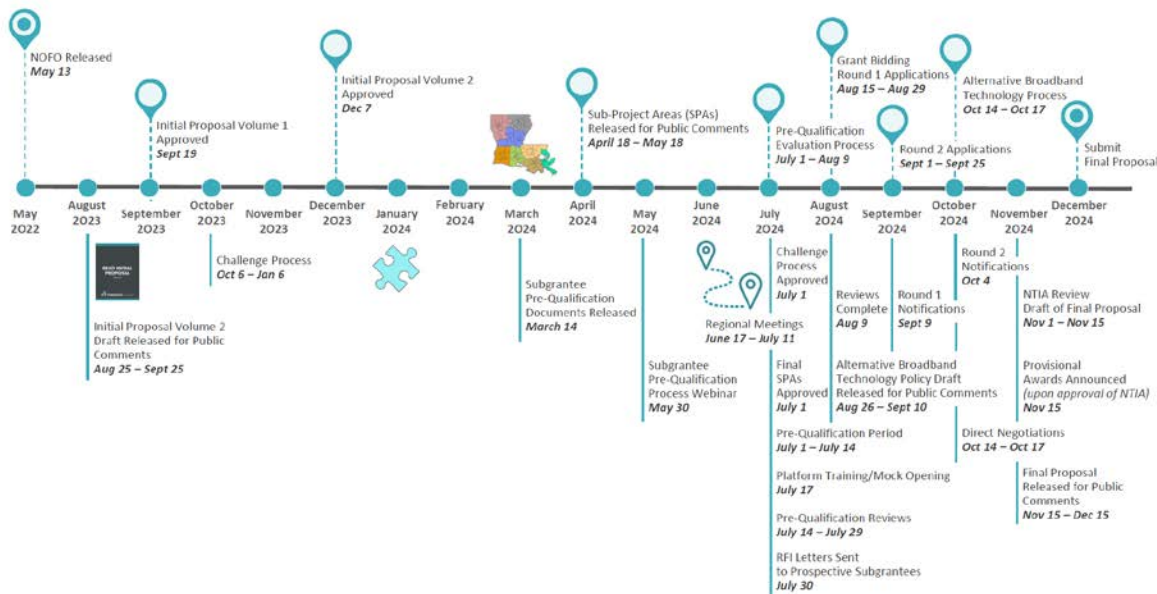 NOFO Released
May 13
Initial Proposal Volume 1
Approved
Sept 19
Initial Proposal Volume 2
Approved
Dec 7
Sub-Project Areas (SPAs)
Released for Public Comments
April 18 – May 18
Pre-Qualification
Evaluation Process
July 1 – Aug 9
Grant Bidding
Round 1 Applications
Aug 15 – Aug 29
Round 2 Applications
Sept 1 – Sept 25
Alternative Broadband
Technology Process
Oct 14 – Oct 17
Submit
Final Proposal
May
2022
August
2023
September
2023
October
2023
November
2023
December
2023
January
2024
February
2024
March
2024
April
2024
May
2024
June
2024
July
2024
August
2024
September
2024
October
2024
November
2024
December
2024
BEAD INITIAL
PROPOSAL
Initial Proposal Volume 2
Draft Released for Public
Comments
Aug 25 – Sept 25
Challenge Process
Oct 6 – Jan 6
Subgrantee
Pre-Qualification
Documents Released
March 14
Subgrantee
Pre-Qualification
Process Webinar
May 30
Regional Meetings
June 17 – July 11
Challenge
Process
Approved
July 1
Final
SPAs
Approved
July 1
Pre-Qualification Period
July 1 – July 14
Platform Training/Mock Opening
July 17
Pre-Qualification Reviews
July 14 – July 29
RFI Letters Sent
to Prospective Subgrantees
July 30
Reviews
Complete
Aug 9
Alternative Broadband
Technology Policy Draft
Released for Public Comments
Aug 26 – Sept 10
Round 1
Notifications
Sept 9
Round 2
Notifications
Oct 4
Direct Negotiations
Oct 14 – Oct 17
NTIA Review
Draft of Final Proposal
Nov 1 – Nov 15
Provisional
Awards Announced
(upon approval of NTIA)
Nov 15
Final Proposal
Released for Public
Comments
Nov 15 – Dec 15